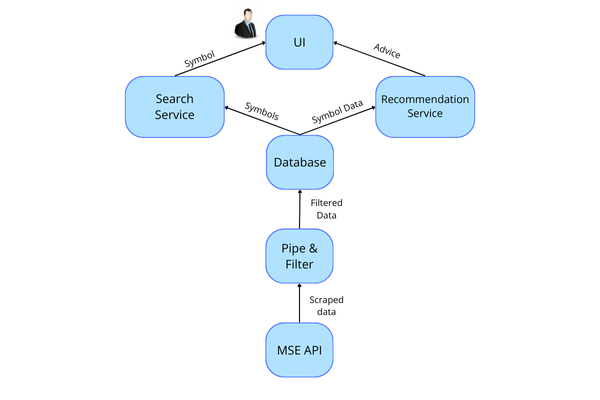 UI
Symbol
Advice
Search
Service
Recommendation
Service
Symbols
Symbol Data
Database
Filtered
Data
Pipe &
Filter
Scraped
data
MSE API